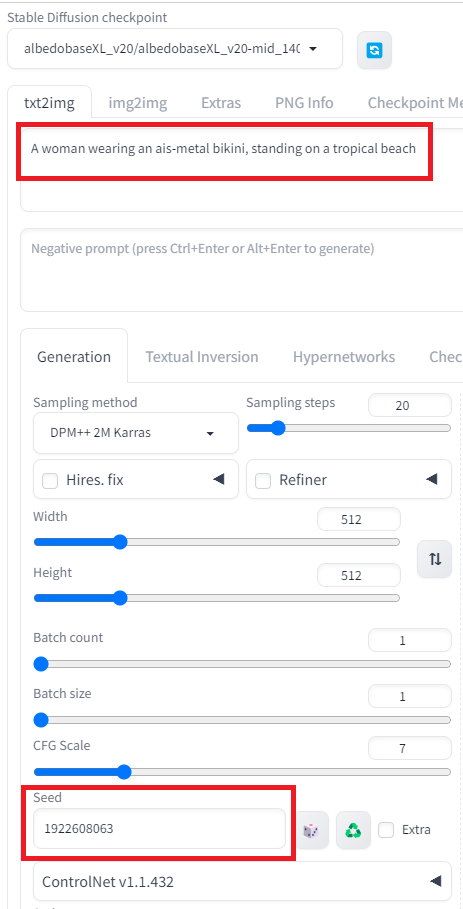 Stable Diffusion checkpoint
albedobaseXL_v20/albedobaseXL_v20-mid_140
txt2img img2img Extras PNG Info Checkpoint Me
A woman wearing an ais-metal bikini, standing on a tropical beach
Negative prompt (press Ctrl+Enter or Alt+Enter to generate)
Generation Textual Inversion Hypernetworks Chec
Sampling method Sampling steps 20
DPM++ 2M Karras
Hires. fix Refiner
Width 512
Height 512
Batch count 1
Batch size 1
CFG Scale 7
Seed
1922608063 Extra
ControlNet v1.1.432